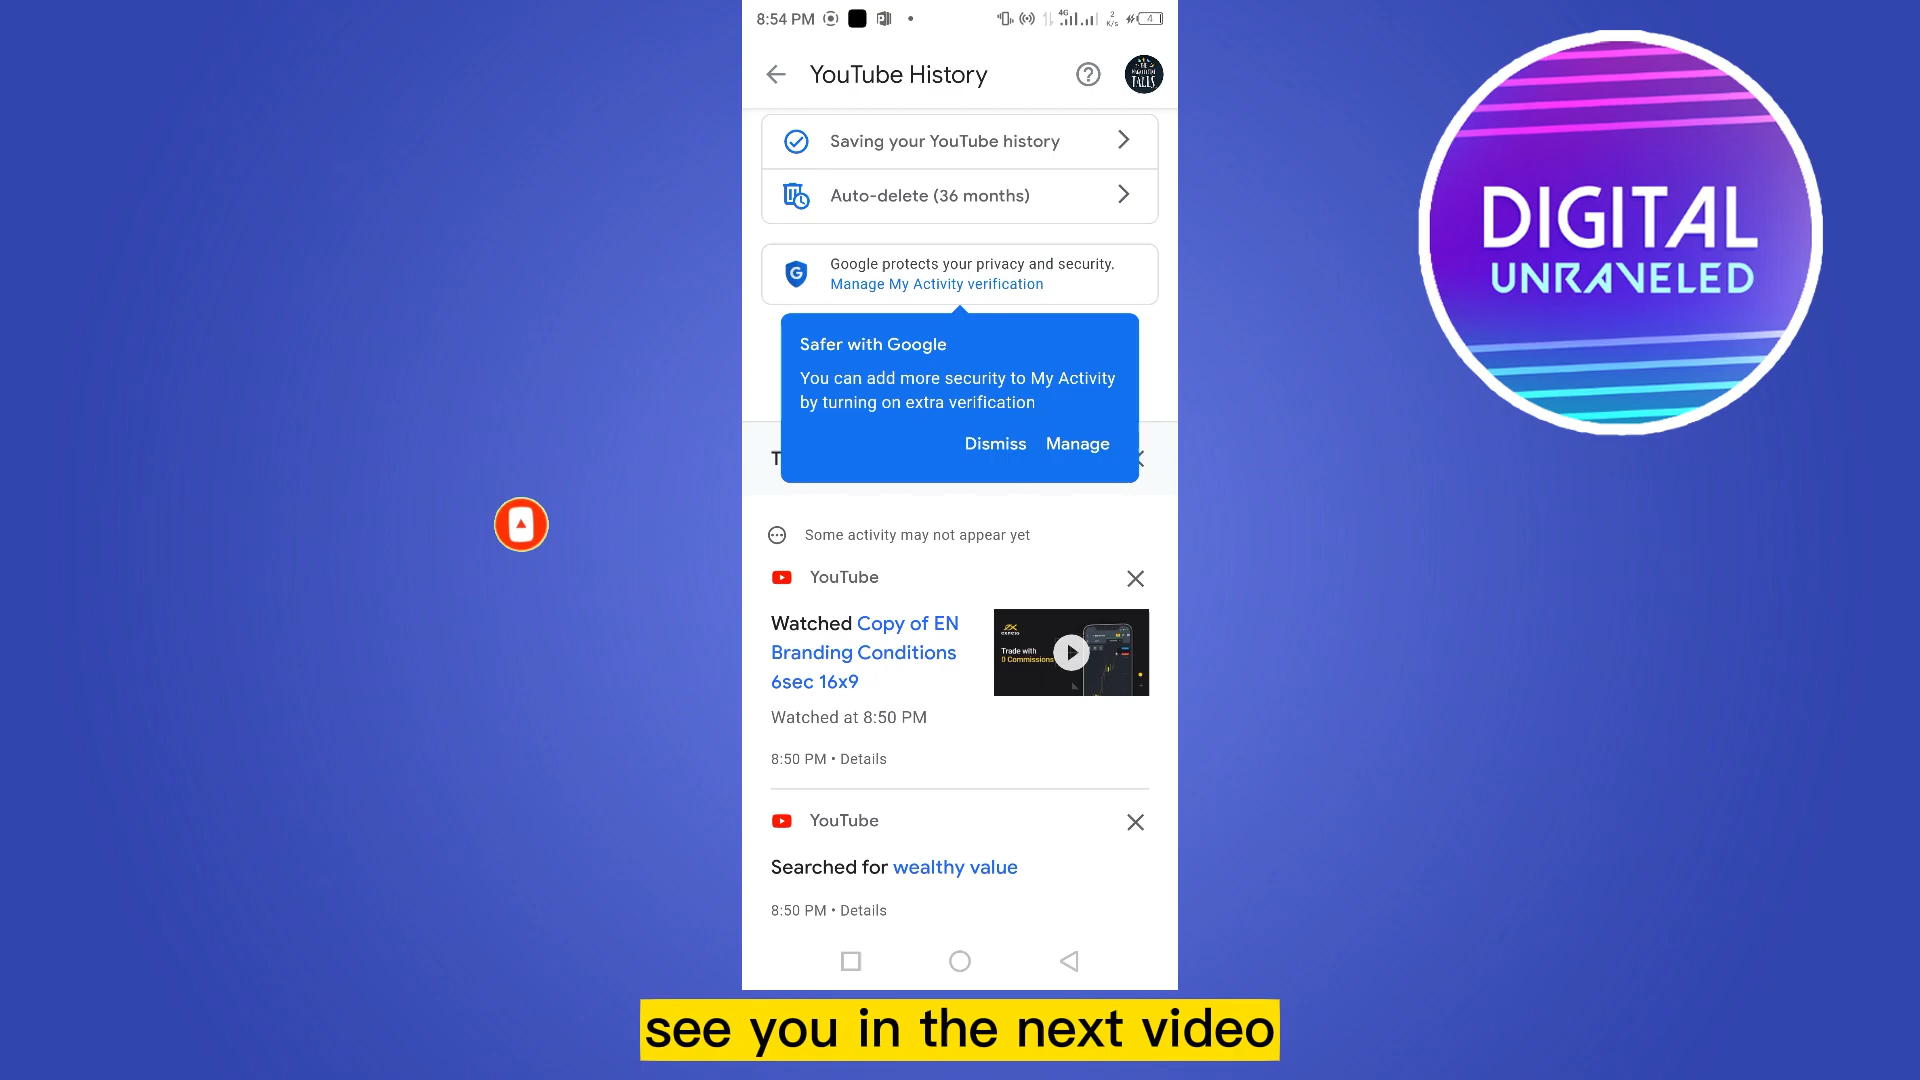 8:54 PM
4G
2
K/s
4
YouTube History
Saving your YouTube history
Auto-delete (36 months)
Google protects your privacy and security.
Manage My Activity verification
Safer with Google
You can add more security to My Activity
by turning on extra verification
Dismiss Manage
T
Some activity may not appear yet
YouTube
Watched Copy of EN
Branding Conditions
6sec 16x9
exness
Trade with
0 Commissions
Watched at 8:50 PM
8:50 PM • Details
YouTube
Searched for wealthy value
8:50 PM • Details
DIGITAL
UNRAVELED
see you in the next video